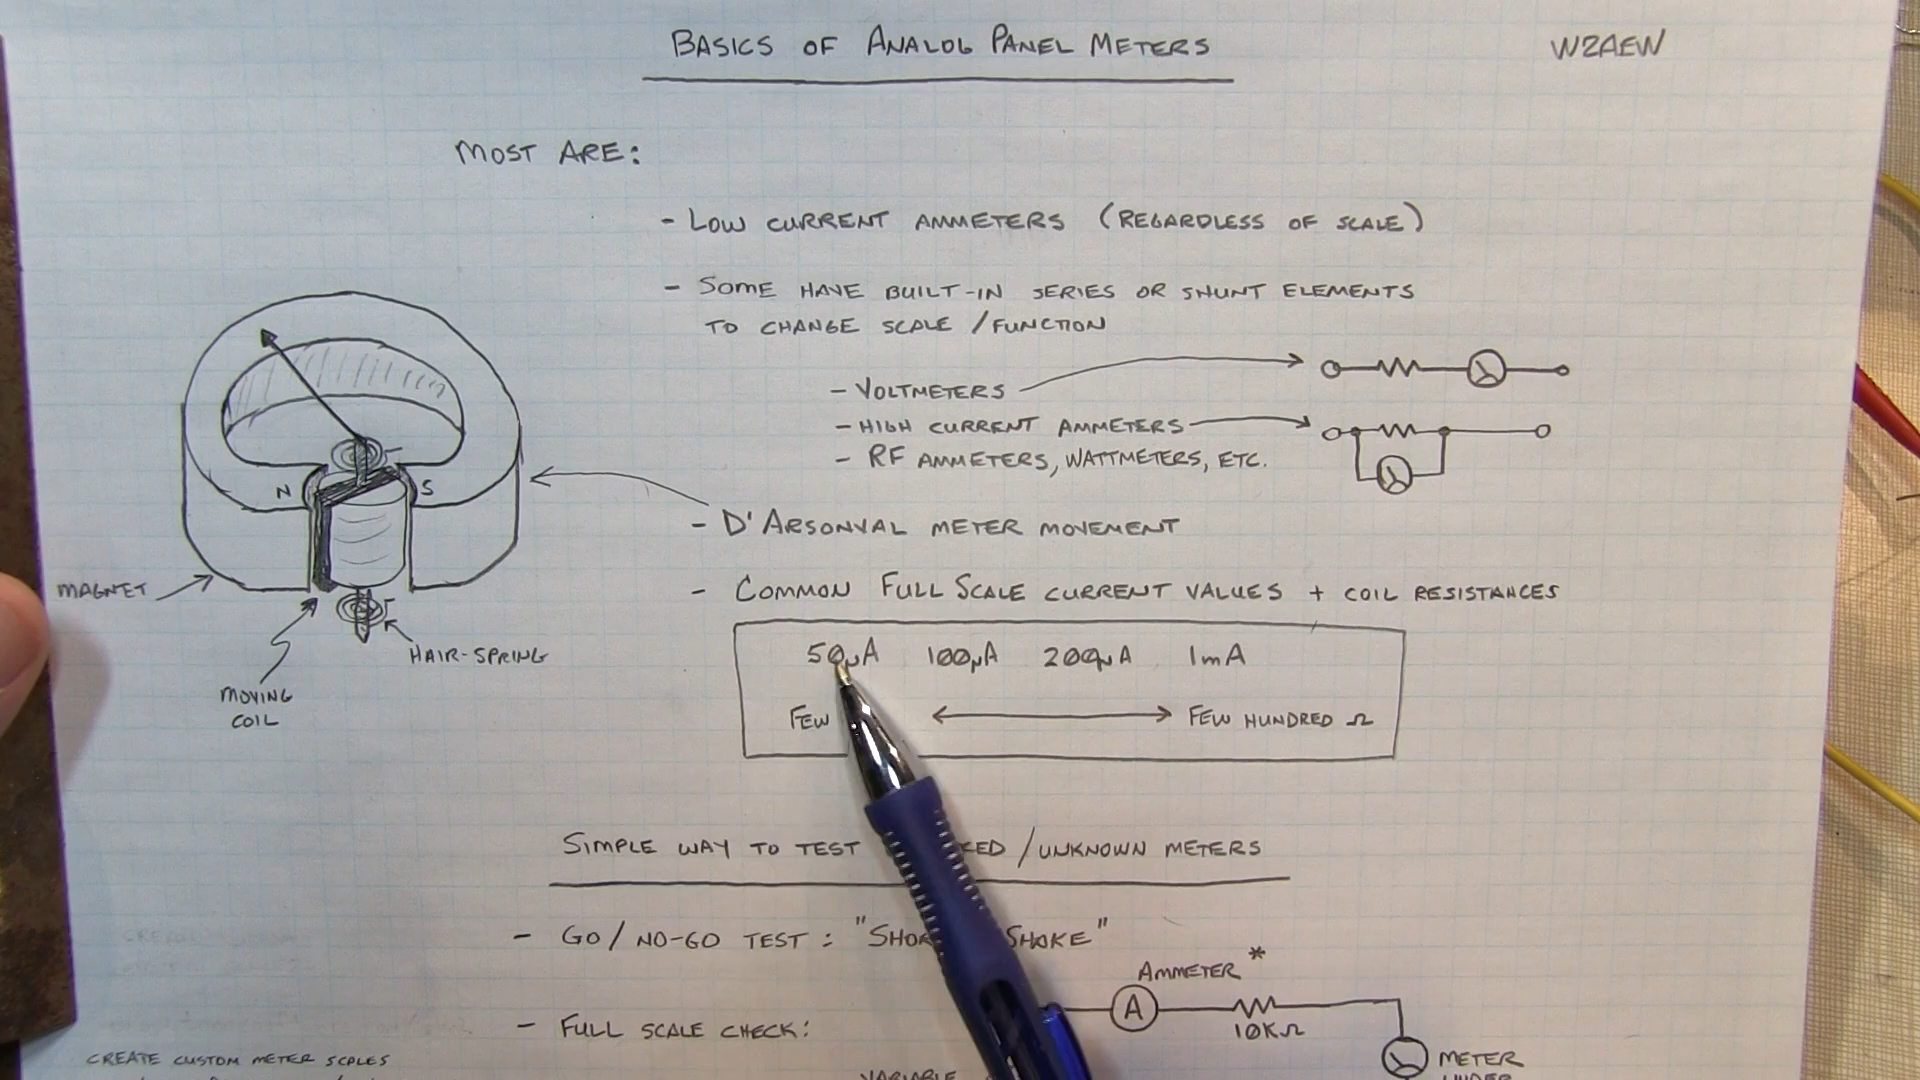 BASICS OF ANALOG PANEL METERS
W2AEW
MOST ARE:
- LOW CURRENT AMMETERS (REGARDLESS OF SCALE)
- SOME HAVE BUILT-IN SERIES OR SHUNT ELEMENTS
TO CHANGE SCALE / FUNCTION
- VOLTMETERS
- HIGH CURRENT AMMETERS
- RF AMMETERS, WATTMETERS, ETC.
N
S
- D'ARSONVAL METER MOVEMENT
MAGNET
HAIR-SPRING
MOVING
COIL
- COMMON FULL SCALE CURRENT VALUES + COIL RESISTANCES
50µA 100µA 200µA 1mA
FEW FEW HUNDRED Ω
SIMPLE WAY TO TEST /UNKNOWN METERS
- GO/NO-GO TEST: "SHAKE"
AMMETER *
A
10KΩ
- FULL SCALE CHECK:
CREATE CUSTOM METER SCALES
METER
VARIABLE
UNDER